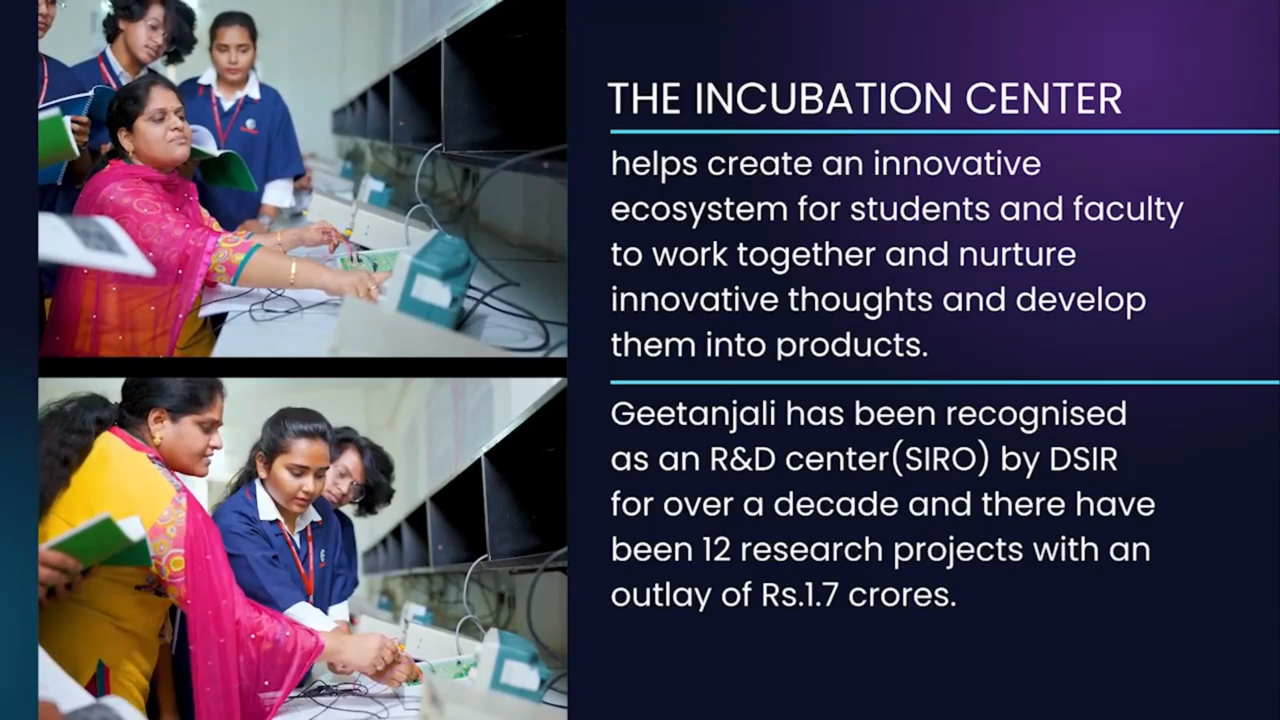 THE INCUBATION CENTER
helps create an innovative
ecosystem for students and faculty
to work together and nurture
innovative thoughts and develop
them into products.
Geetanjali has been recognised
as an R&D center(SIRO) by DSIR
for over a decade and there have
been 12 research projects with an
outlay of Rs.1.7 crores.